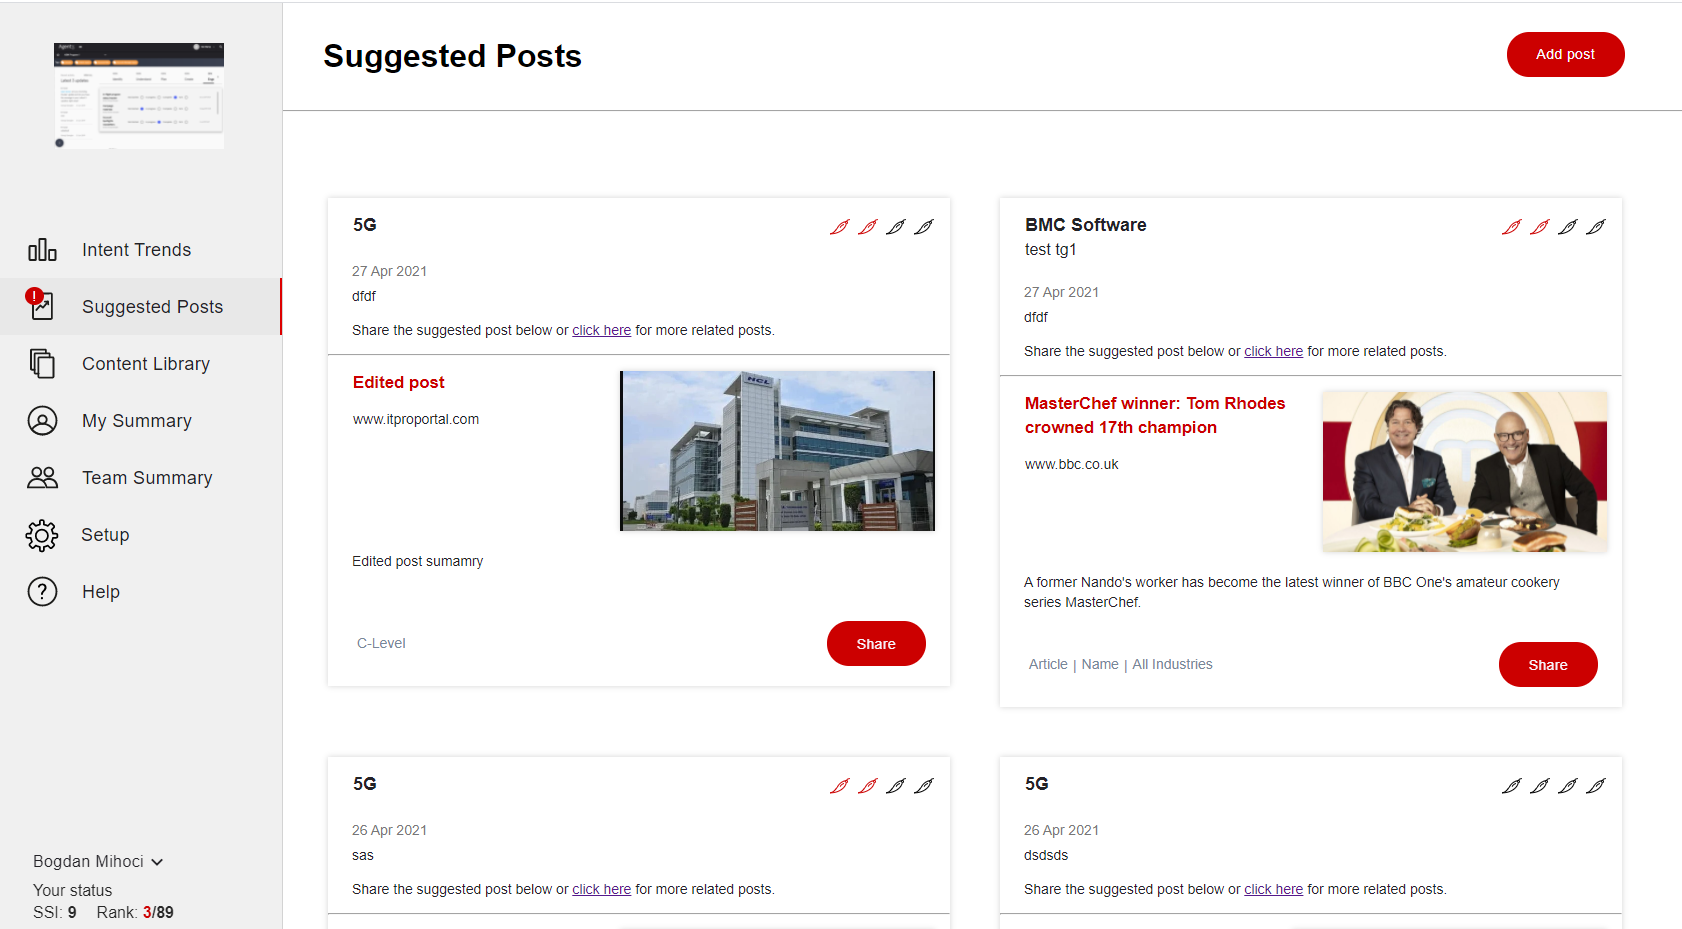 Suggested Posts
Add post
Intent Trends
!
Suggested Posts
Content Library
My Summary
Team Summary
Setup
?
Help
Bogdan Mihoci
Your status
SSI: 9 Rank: 3/89
5G
27 Apr 2021
dfdf
Share the suggested post below or click here for more related posts.
Edited post
www.itproportal.com
HCL
Edited post sumamry
C-Level
Share
BMC Software
test tg1
27 Apr 2021
dfdf
Share the suggested post below or click here for more related posts.
MasterChef winner: Tom Rhodes
crowned 17th champion
www.bbc.co.uk
A former Nando's worker has become the latest winner of BBC One's amateur cookery
series MasterChef.
Article | Name | All Industries
Share
5G
26 Apr 2021
sas
Share the suggested post below or click here for more related posts.
5G
26 Apr 2021
dsdsds
Share the suggested post below or click here for more related posts.